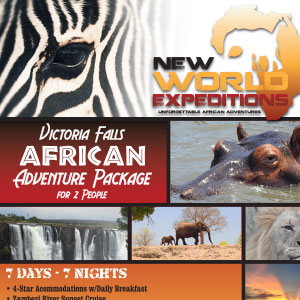 NEW
WORLD
EXPEDITIONS
UNFORGETTABLE AFRICAN ADVENTURES
Victoria Falls
AFRICAN
Adventure Package
for 2 People
7 DAYS - 7 NIGHTS
• 4-Star Acommodations w/Daily Breakfast
• Zambezi River Sunset Cruise